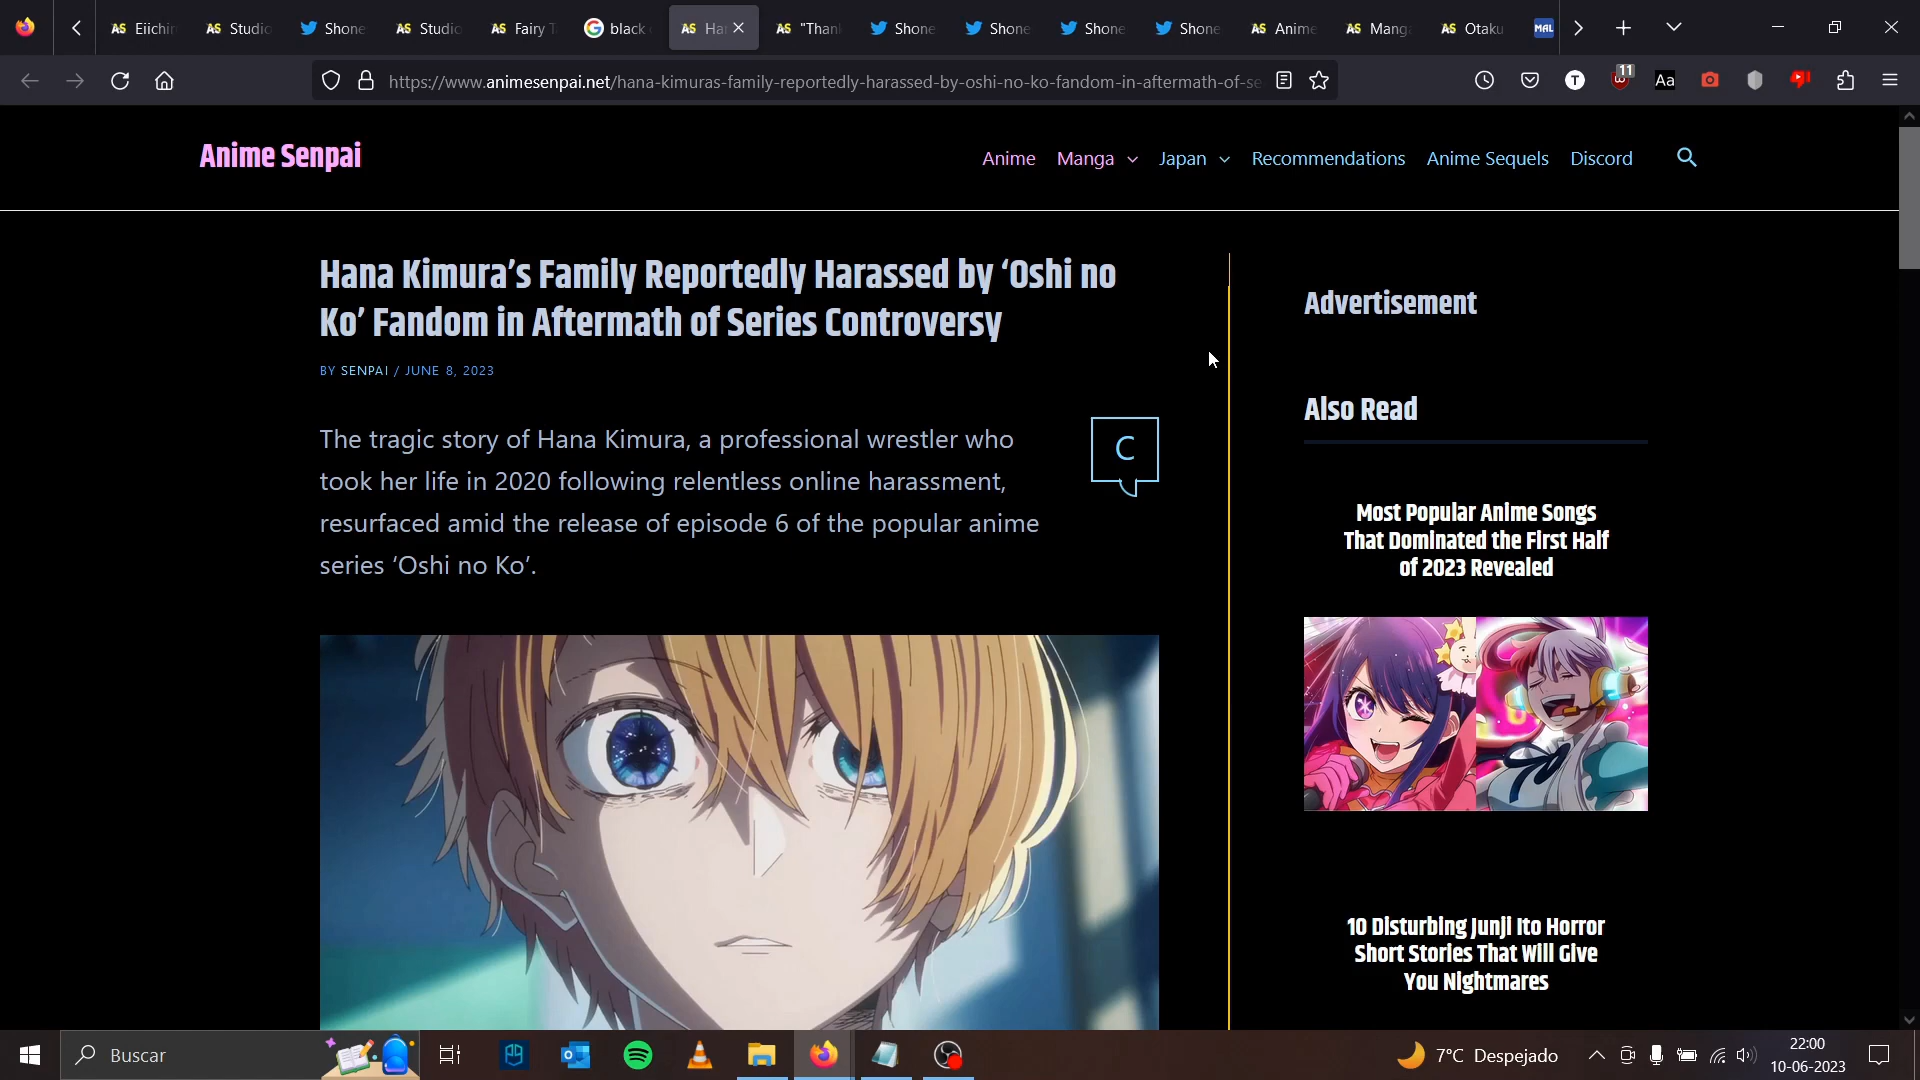 Eiichir
Studio
Shone
Studio
Fairy T
black
Ha
"Than
Shone
Shone
Shone
Shone
Anime
Manga
Otaku
MAL
https://www.animesenpai.net/hana-kimuras-family-reportedly-harassed-by-oshi-no-ko-fandom-in-aftermath-of-se
T
11
Aa
Anime Senpai
Anime
Manga
Japan
Recommendations
Anime Sequels
Discord
Hana Kimura’s Family Reportedly Harassed by ‘Oshi no
Ko’ Fandom in Aftermath of Series Controversy
BY SENPAI / JUNE 8, 2023
The tragic story of Hana Kimura, a professional wrestler who
took her life in 2020 following relentless online harassment,
resurfaced amid the release of episode 6 of the popular anime
series ‘Oshi no Ko’.
C
Advertisement
Also Read
Most Popular Anime Songs
That Dominated the First Half
of 2023 Revealed
10 Disturbing Junji Ito Horror
Short Stories That Will Give
You Nightmares
Buscar
7°C Despejado
22:00
10-06-2023